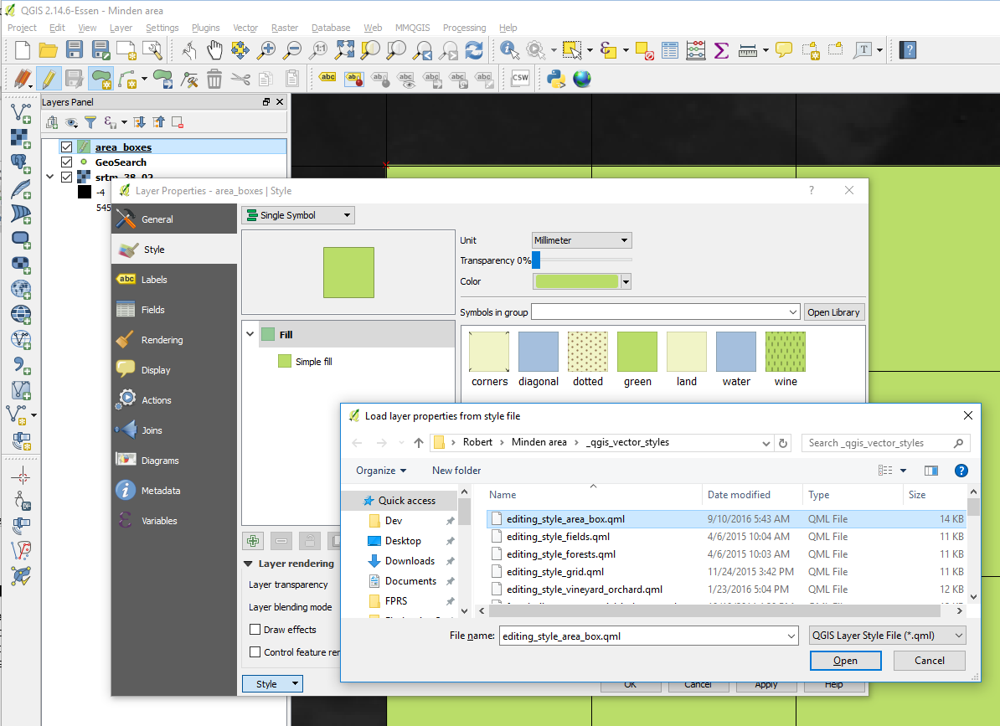 QGIS 2.14.6-Essen - Minden area
Project Edit View Layer Settings Plugins Vector Raster Database Web MMQGIS Processing Help
1:1
T
?
abc abc abc abc abc abc abc CSW
Layers Panel
area_boxes
GeoSearch
srtm_38_02
-4
545
Layer Properties - area_boxes | Style
?
General
Style
abc Labels
Fields
Rendering
Display
Actions
Joins
Diagrams
Metadata
Variables
Single Symbol
Unit Millimeter
Transparency 0%
Color
Symbols in group Open Library
Fill
Simple fill
corners diagonal dotted green land water wine
Layer rendering
Layer transparency
Layer blending mode
Draw effects
Control feature ren
Style
OK Cancel Apply Help
Load layer properties from style file
Robert > Minden area > _qgis_vector_styles
Search _qgis_vector_styles
Organize New folder
?
Quick access
Dev
Desktop
Downloads
Documents
FPRS
Name Date modified Type Size
editing_style_area_box.qml 9/10/2016 5:43 AM QML File 14 KB
editing_style_fields.qml 4/6/2015 10:04 AM QML File 11 KB
editing_style_forests.qml 4/6/2015 10:03 AM QML File 11 KB
editing_style_grid.qml 11/24/2015 3:42 PM QML File 11 KB
editing_style_vineyard_orchard.qml 1/23/2016 5:04 PM QML File 12 KB
File name: editing_style_area_box.qml
QGIS Layer Style File (*.qml)
Open Cancel